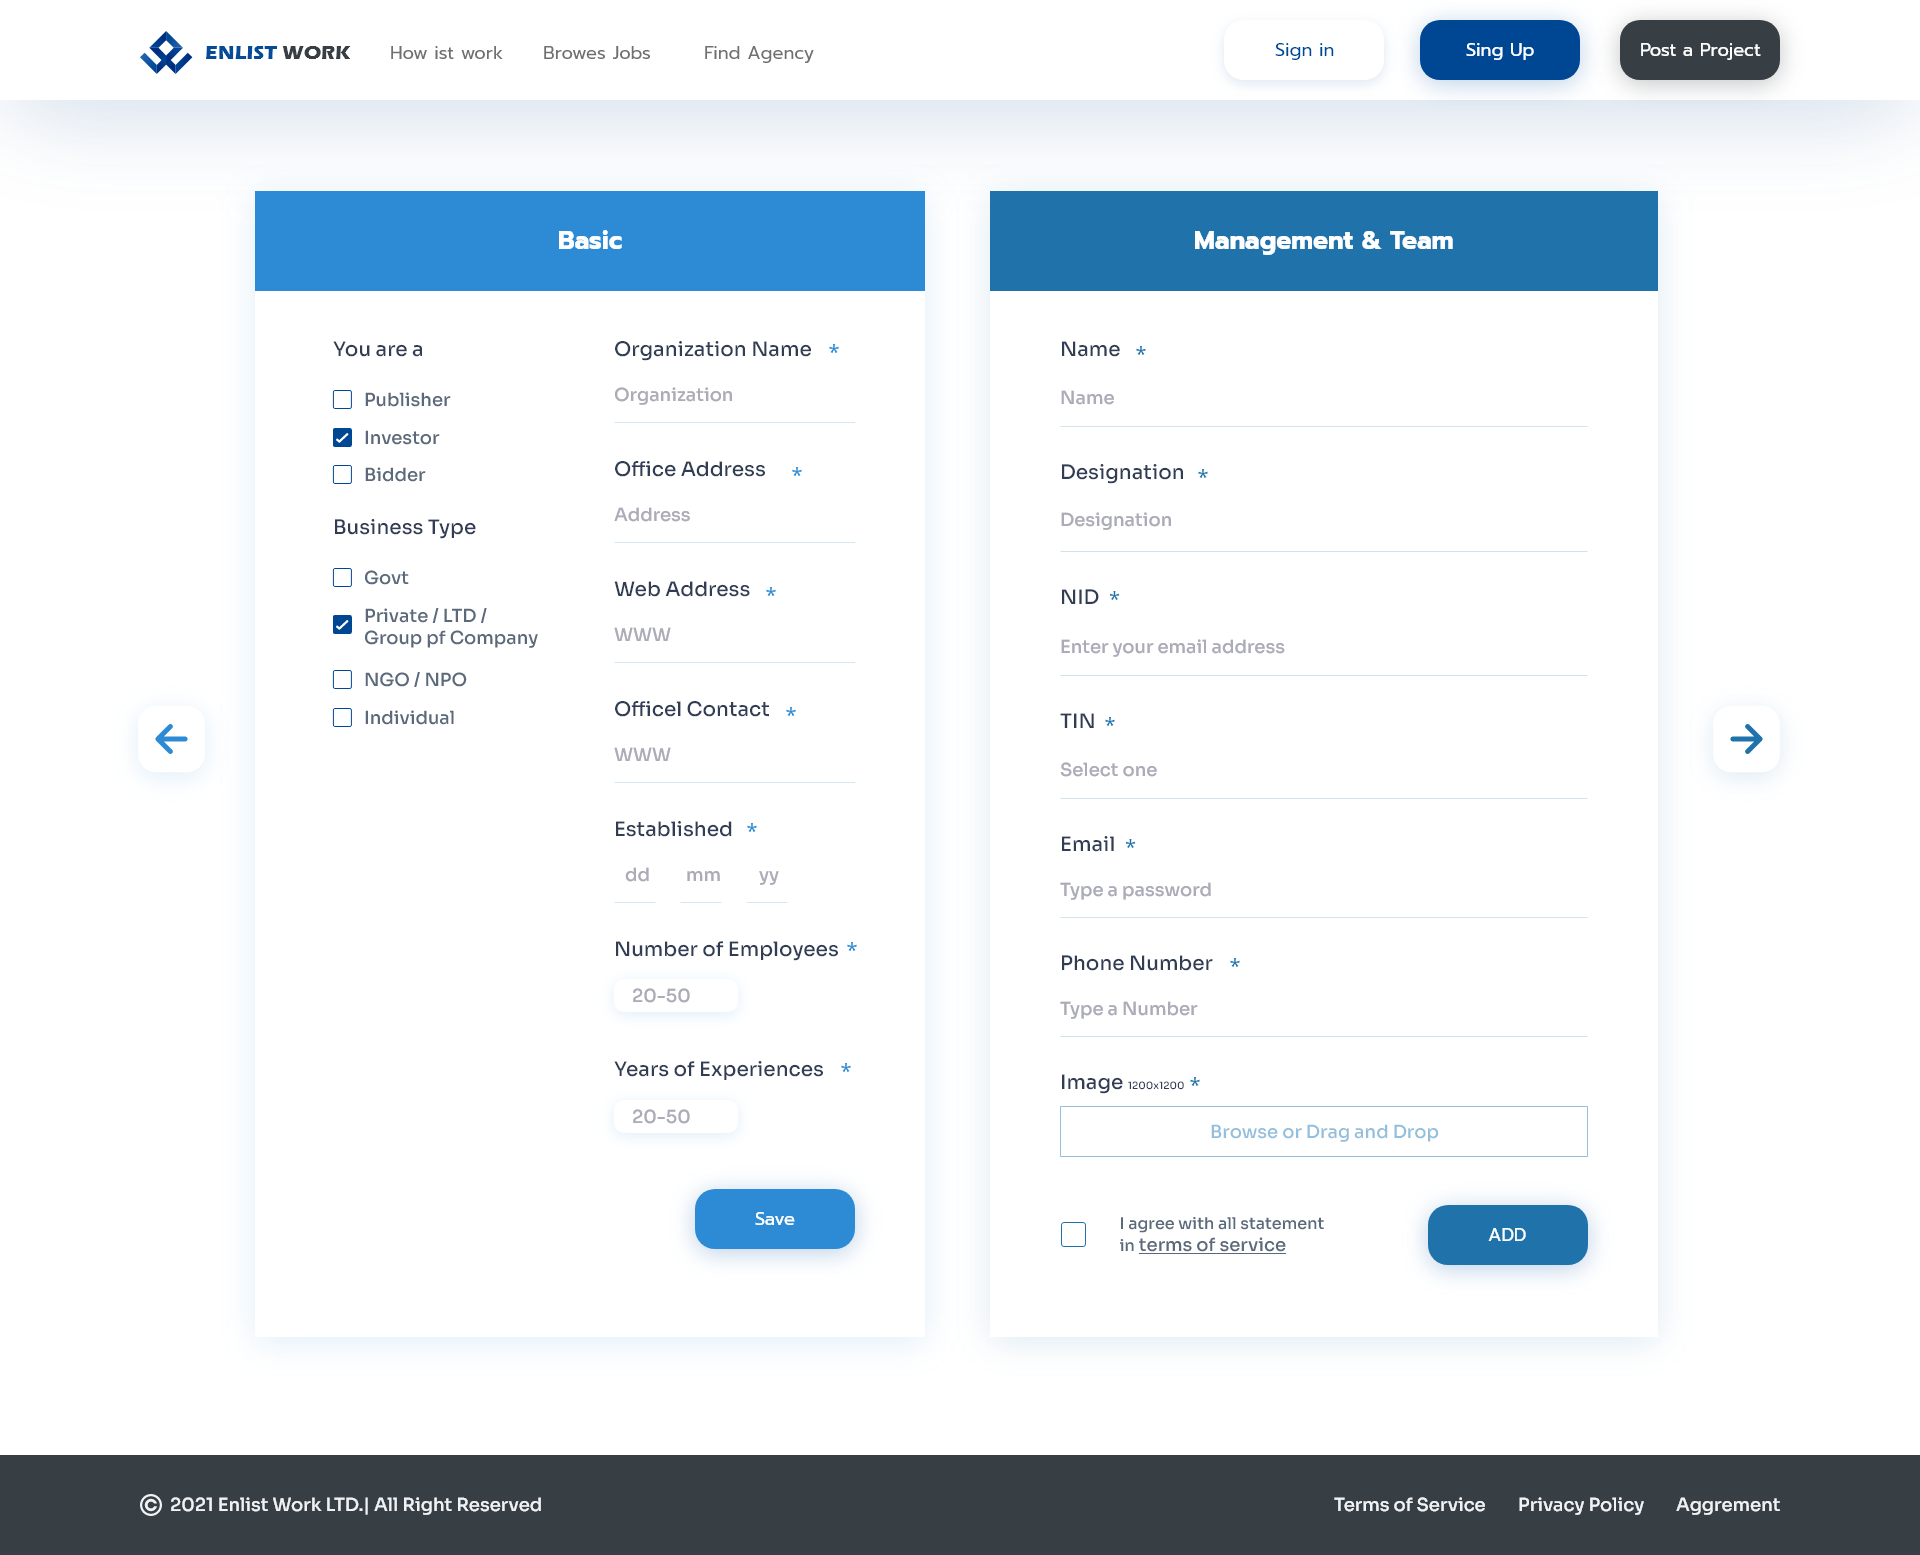 ENLIST WORK
How ist work
Browes Jobs
Find Agency
Sign in
Sing Up
Post a Project
Basic
You are a
Publisher
Investor
Bidder
Business Type
Govt
Private / LTD /
Group pf Company
NGO / NPO
Individual
Organization Name *
Organization
Office Address *
Address
Web Address *
WWW
Officel Contact *
WWW
Established *
dd mm yy
Number of Employees *
20-50
Years of Experiences *
20-50
Save
Management & Team
Name *
Name
Designation *
Designation
NID *
Enter your email address
TIN *
Select one
Email *
Type a password
Phone Number *
Type a Number
Image 1200x1200 *
Browse or Drag and Drop
I agree with all statement
in terms of service
ADD
© 2021 Enlist Work LTD.| All Right Reserved
Terms of Service
Privacy Policy
Aggrement